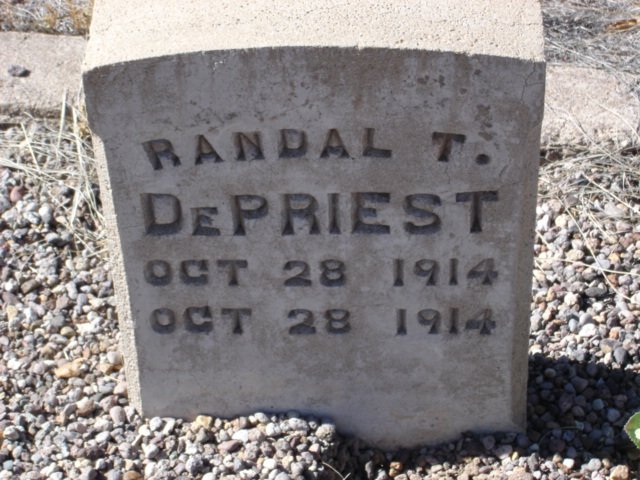 RANDAL T.
DePRIEST
OCT 28 1914
OCT 28 1914